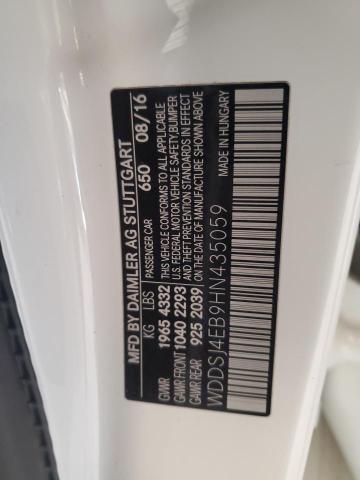 MFD BY DAIMLER AG STUTTGART
PASSENGER CAR 650 08/16
KG LBS
GVWR 1965 4332
GAWR FRONT 1040 2293
GAWR REAR 925 2039
THIS VEHICLE CONFORMS TO ALL APPLICABLE
U.S. FEDERAL MOTOR VEHICLE SAFETY, BUMPER
AND THEFT PREVENTION STANDARDS IN EFFECT
ON DATE OF MANUFACTURE SHOWN ABOVE
WDDSJ4EB9HN435059 MADE IN HUNGARY